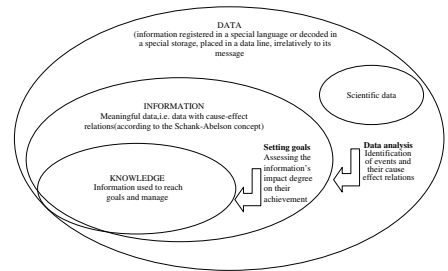 DATA
(information registered in a special language or decoded in
a special storage, placed in a data line, irrelatively to its
message
Scientific data
INFORMATION
Meaningful data,i.e. data with cause-effect
relations(according to the Schank-Abelson concept)
Setting goals
Assessing the
information's
impact degree
on their
achievement
Data analysis
Identification
of events and
their cause
effect relations
KNOWLEDGE
Information used to reach
goals and manage